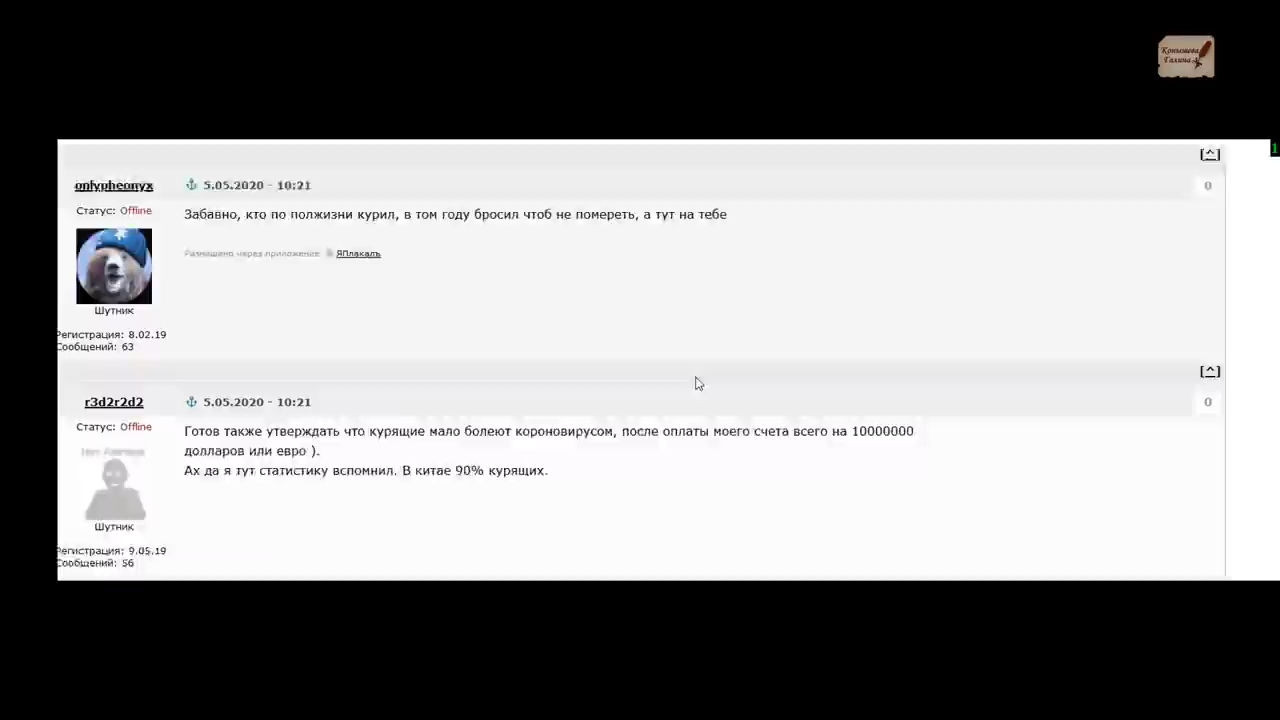 Конышева
Галина
[^]
1
onlypheonyx
5.05.2020 - 10:21
0
Статус: Offline
Забавно, кто по полжизни курил, в том году бросил чтоб не помереть, а тут на тебе
Размещено через приложение ЯПлакалъ
Шутник
Регистрация: 8.02.19
Сообщений: 63
[^]
r3d2r2d2
5.05.2020 - 10:21
0
Статус: Offline
Готов также утверждать что курящие мало болеют короновирусом, после оплаты моего счета всего на 10000000
долларов или евро ).
Ах да я тут статистику вспомнил. В китае 90% курящих.
Шутник
Регистрация: 9.05.19
Сообщений: 56